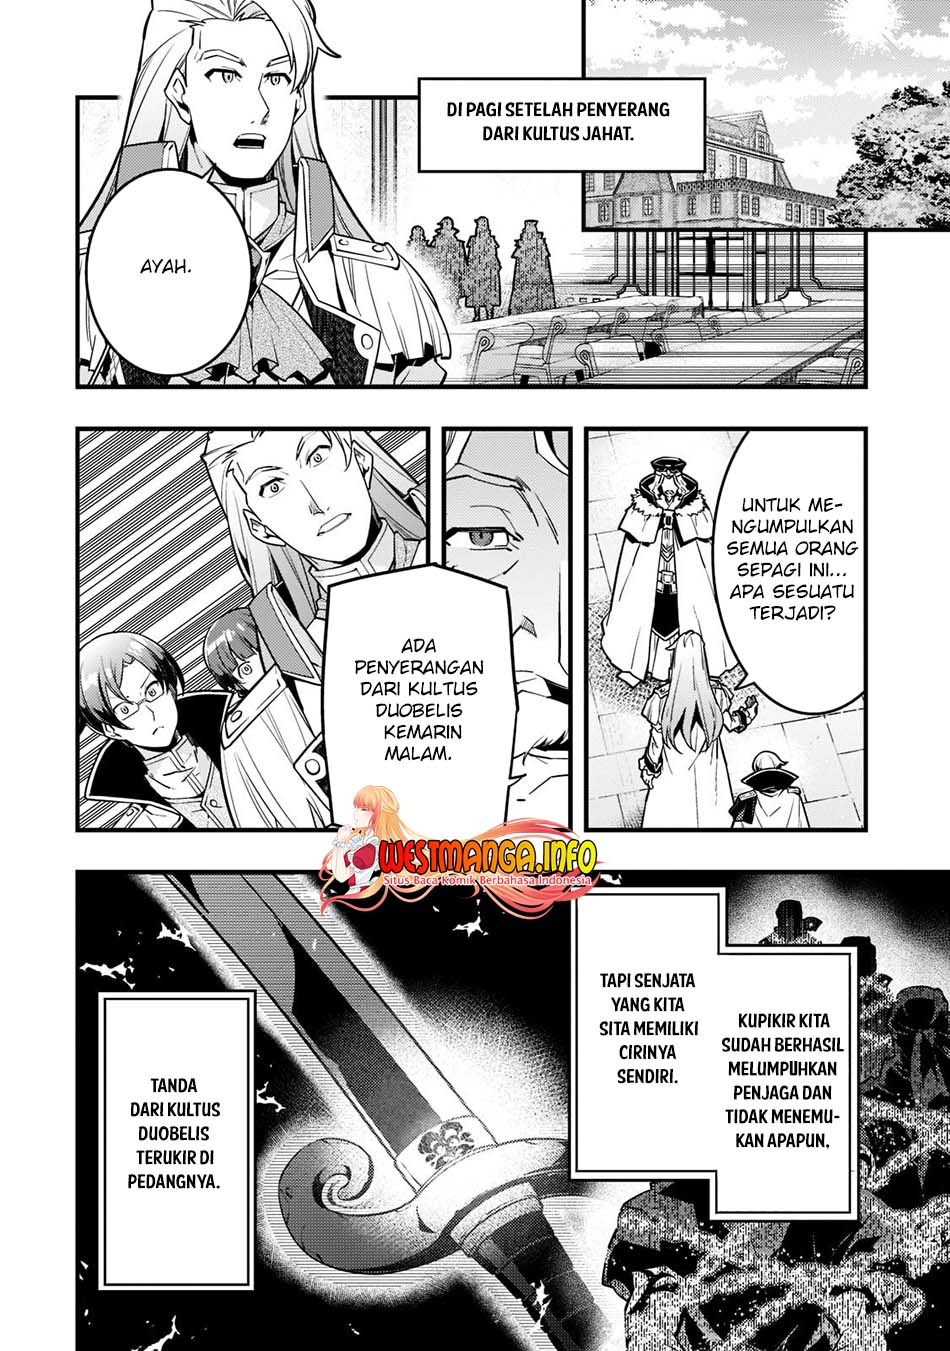 DI PAGI SETELAH PENYERANG
DARI KULTUS JAHAT.
AYAH.
UNTUK ME-
NGUMPULKAN
SEMUA ORANG
SEPAGI INI...
APA SESUATU
TERJADI?
ADA
PENYERANGAN
DARI KULTUS
DUOBELIS
KEMARIN
MALAM.
WESTMANGA.INFO
SITUS BACA KOMIK BERBAHASA INDONESIA
KUPIKIR KITA
SUDAH BERHASIL
MELUMPUHKAN
PENJAGA DAN
TIDAK MENEMU-
KAN APAPUN,
TAPI SENJATA
YANG KITA
SITA MEMILIKI
CIRINYA
SENDIRI.
TANDA
DARI KULTUS
DUOBELIS
TERUKIR DI
PEDANGNYA.